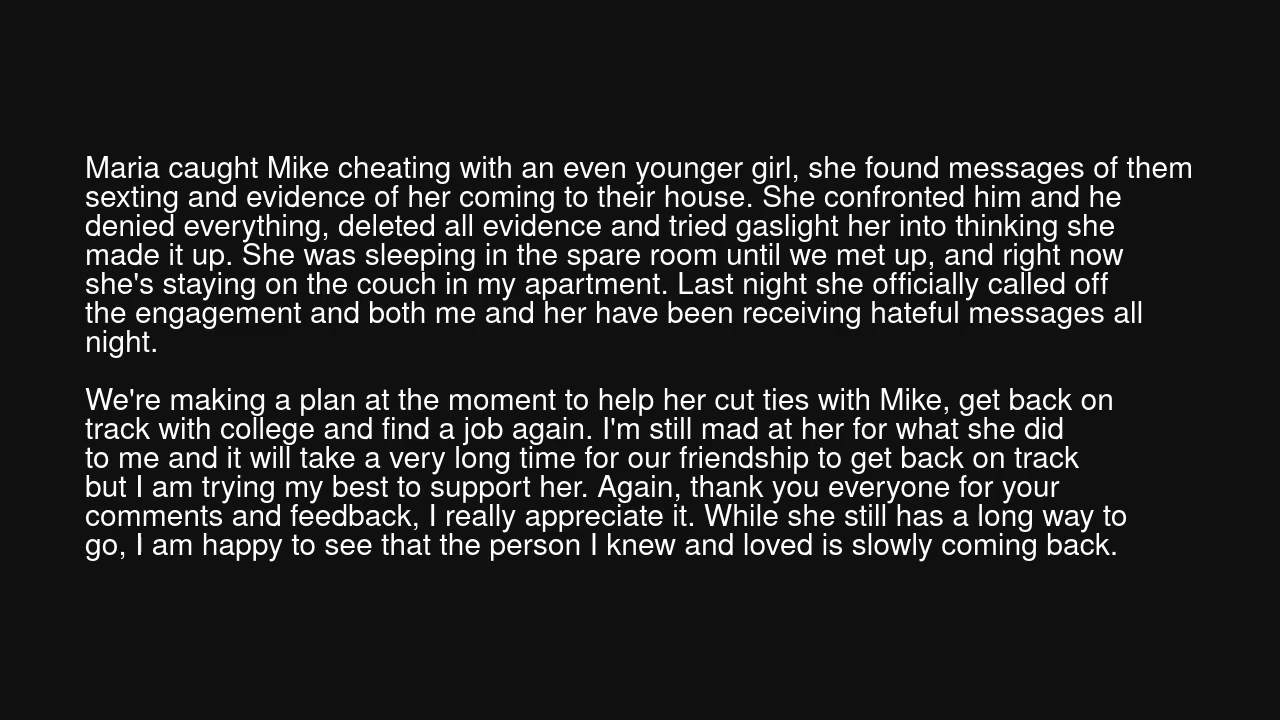 Maria caught Mike cheating with an even younger girl, she found messages of them
sexting and evidence of her coming to their house. She confronted him and he
denied everything, deleted all evidence and tried gaslight her into thinking she
made it up. She was sleeping in the spare room until we met up, and right now
she's staying on the couch in my apartment. Last night she officially called off
the engagement and both me and her have been receiving hateful messages all
night.
We're making a plan at the moment to help her cut ties with Mike, get back on
track with college and find a job again. I'm still mad at her for what she did
to me and it will take a very long time for our friendship to get back on track
but I am trying my best to support her. Again, thank you everyone for your
comments and feedback, I really appreciate it. While she still has a long way to
go, I am happy to see that the person I knew and loved is slowly coming back.